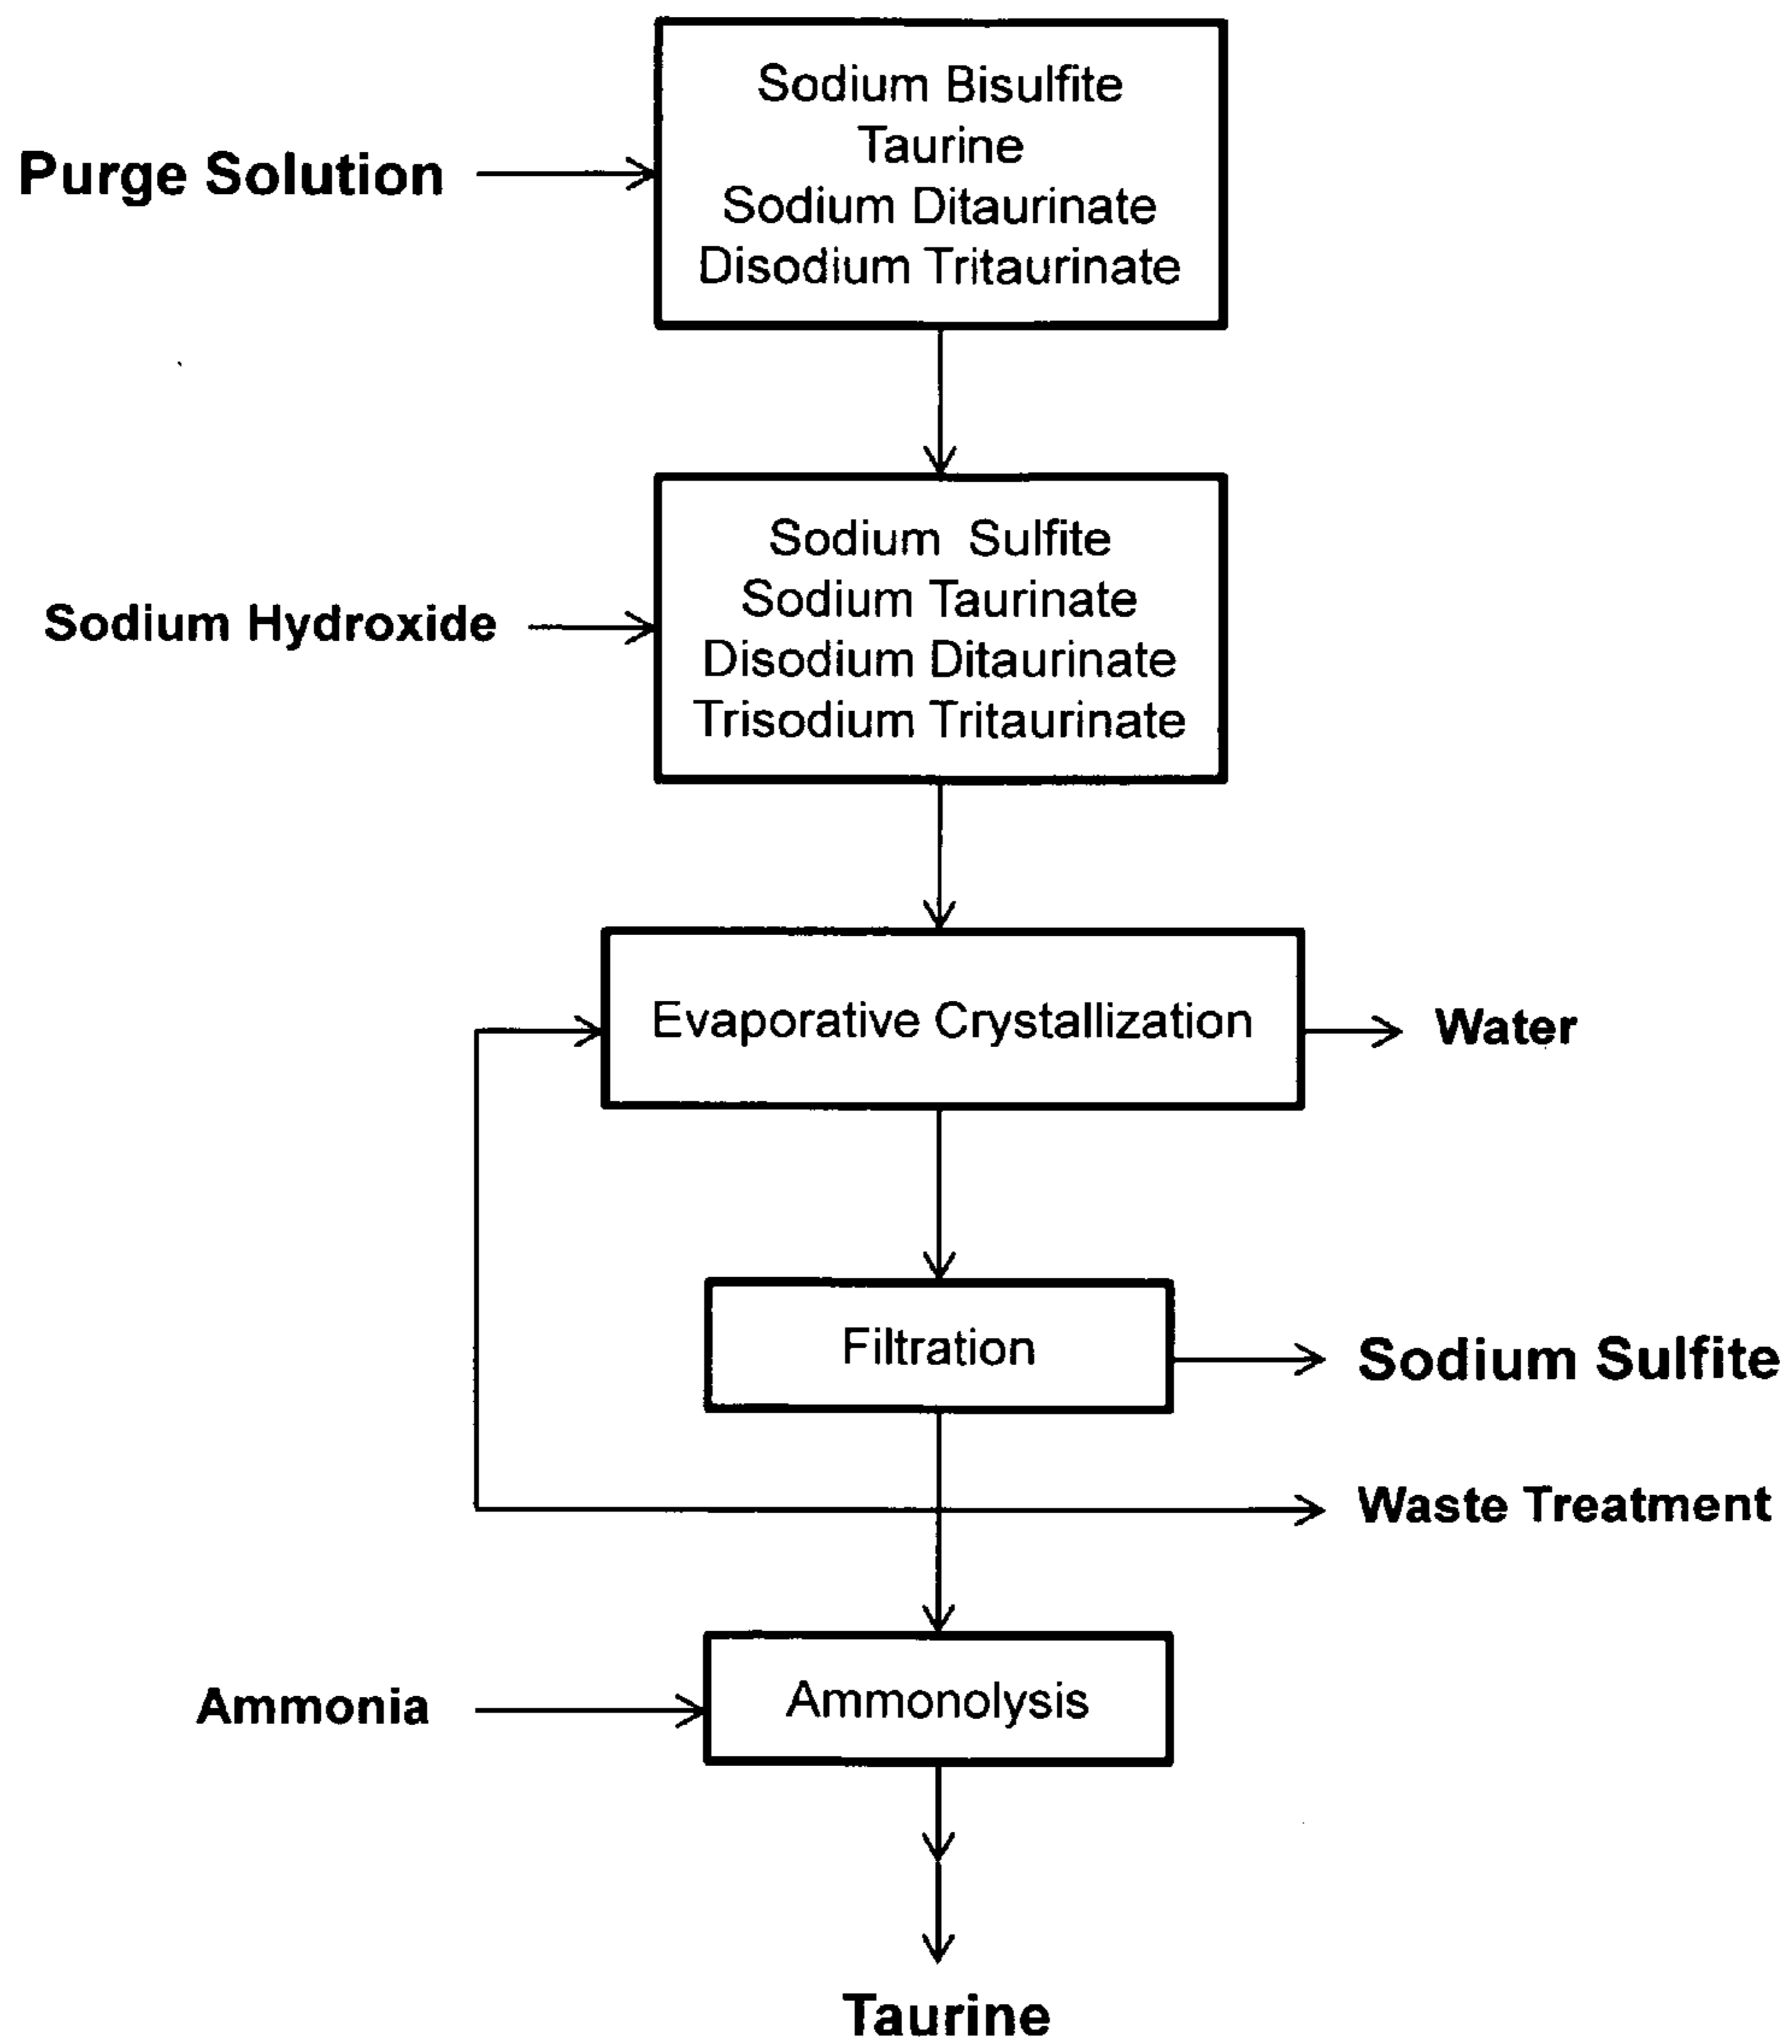 Sodium Bisulfite
Taurine
Purge Solution
Sodium Ditaurinate
Disodium Tritaurinate
Sodium Sulfite
Sodium Taurinate
Sodium Hydroxide
Disodium Ditaurinate
Trisodium Tritaurinate
Evaporative Crystallization
Water
Filtration
Sodium Sulfite
Waste Treatment
Ammonia
Ammonolysis
Taurine